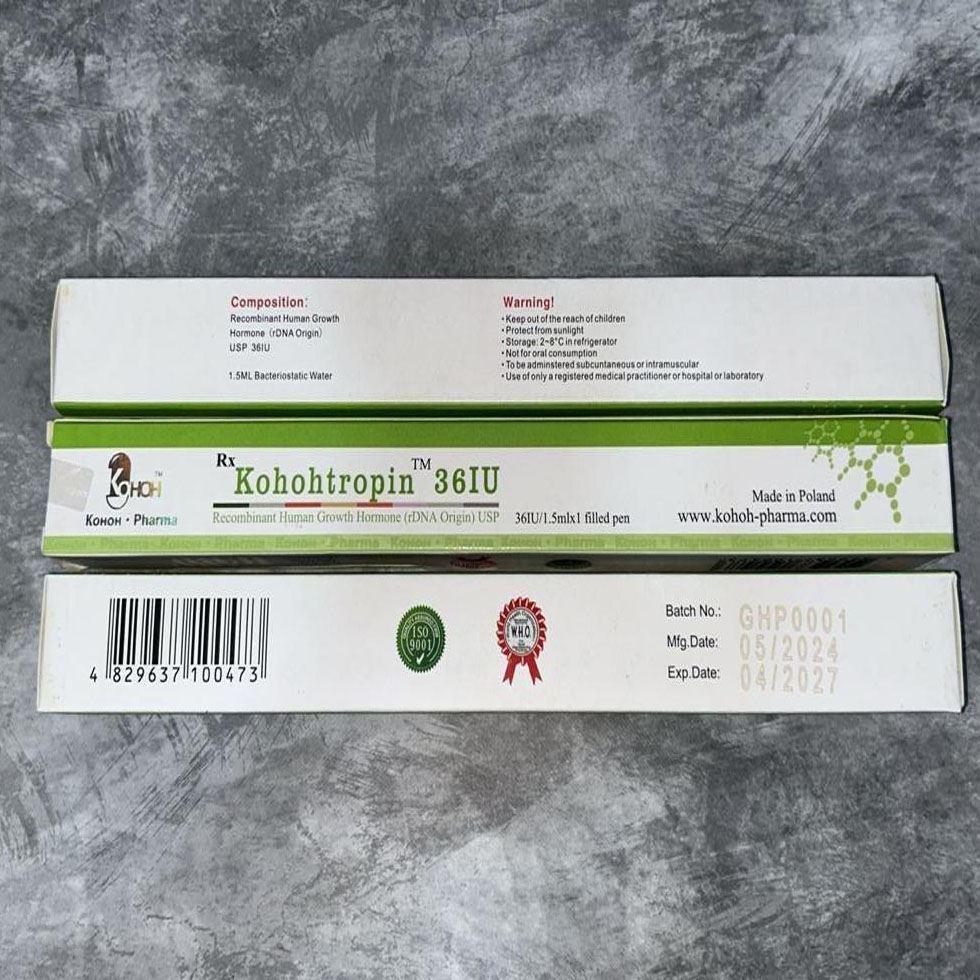 Composition:
Recombinant Human Growth
Hormone (rDNA Origin)
USP 36IU
1.5ML Bacteriostatic Water
Warning!
• Keep out of the reach of children
• Protect from sunlight
• Storage: 2~8°C in refrigerator
• Not for oral consumption
• To be adminstered subcuntaneous or intramuscular
• Use of only a registered medical practitioner or hospital or laboratory
KOHOH TM
KOHOH • Pharma
Rx Kohohtropin™ 36IU
Recombinant Human Growth Hormone (rDNA Origin) USP
36IU/1.5mlx1 filled pen
Made in Poland
www.kohoh-pharma.com
4 829637 100473
ISO
9001
W.H.O.
Batch No.: GHP0001
Mfg.Date: 05/2024
Exp.Date: 04/2027